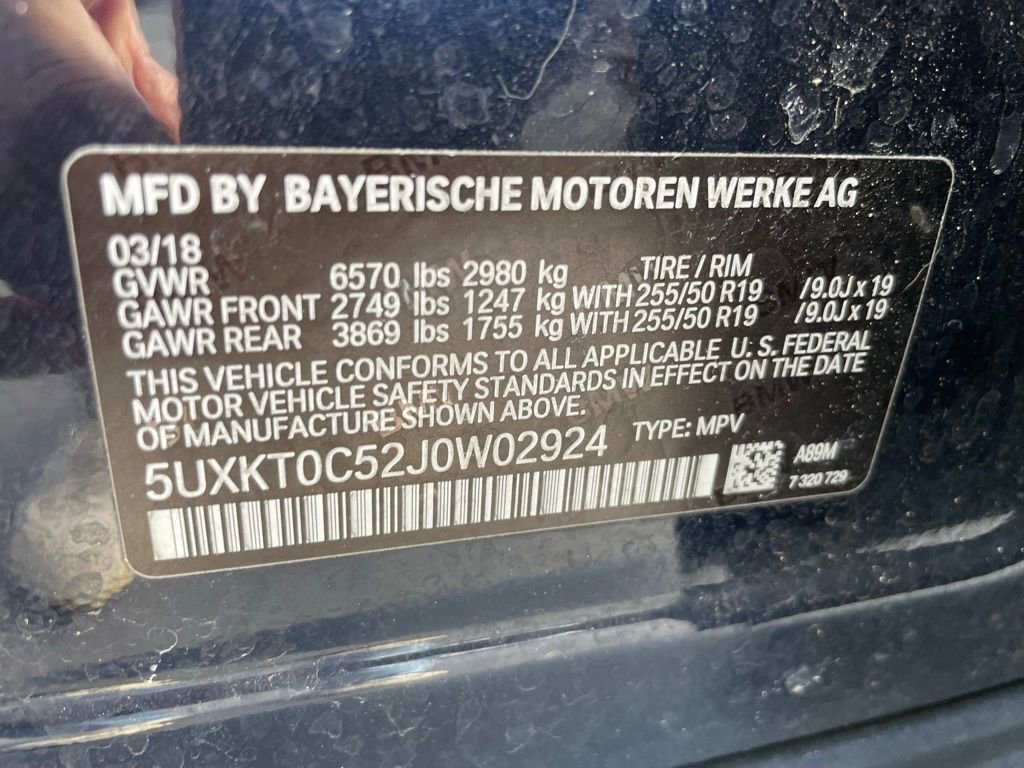 MFD BY BAYERISCHE MOTOREN WERKE AG
03/18
TIRE / RIM
GVWR 6570 lbs 2980 kg
GAWR FRONT 2749 lbs 1247 kg WITH 255/50 R19 /9.0J x 19
GAWR REAR 3869 lbs 1755 kg WITH 255/50 R19 /9.0J x 19
THIS VEHICLE CONFORMS TO ALL APPLICABLE U. S. FEDERAL
MOTOR VEHICLE SAFETY STANDARDS IN EFFECT ON THE DATE
OF MANUFACTURE SHOWN ABOVE.
TYPE: MPV
5UXKT0C52J0W02924
A89M
7 320 729